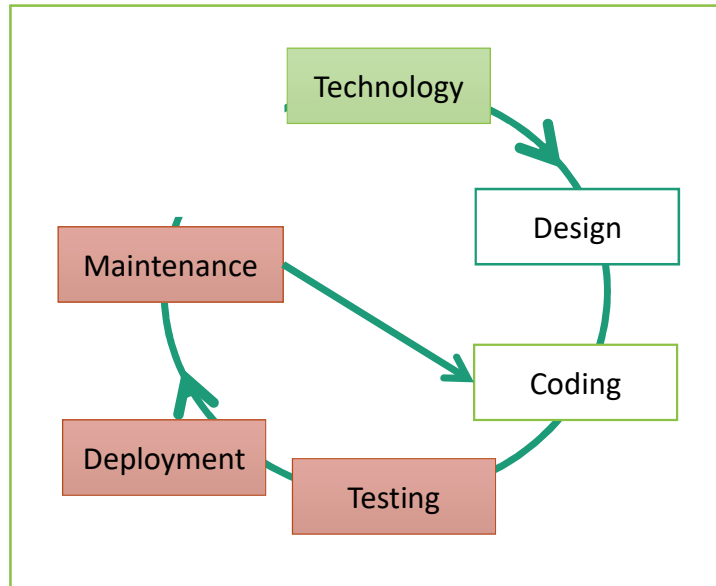 Technology
Design
Maintenance
Coding
Deployment
Testing